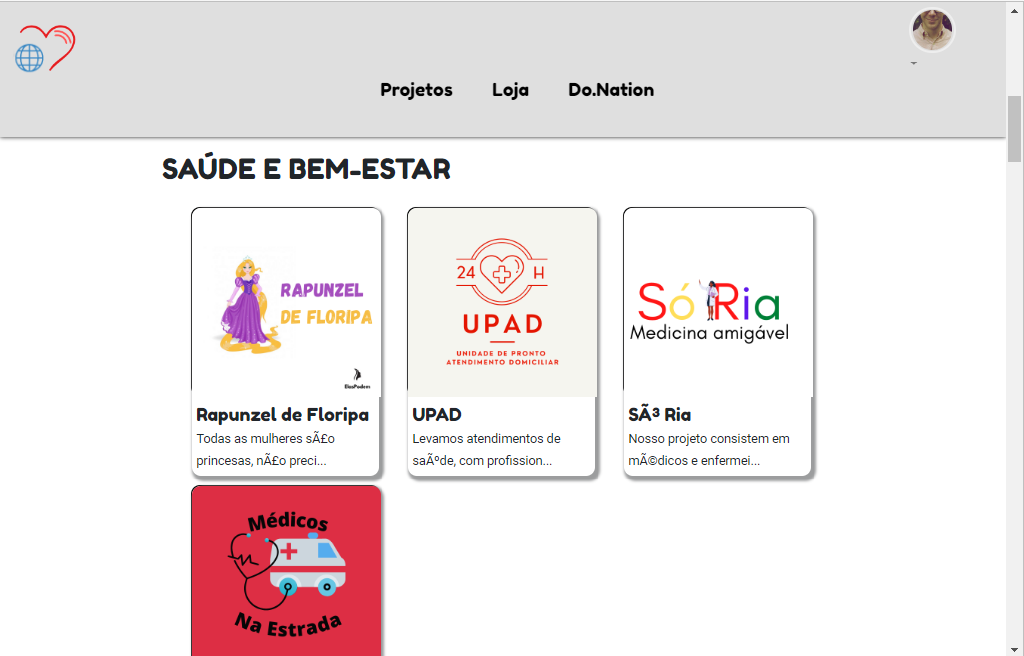 Projetos Loja Do.Nation
SAÚDE E BEM-ESTAR
RAPUNZEL
DE FLORIPA
ElasPodem
Rapunzel de Floripa
Todas as mulheres sÃ£o
princesas, nÃ£o preci...
24 H
UPAD
UNIDADE DE PRONTO
ATENDIMENTO DOMICILIAR
UPAD
Levamos atendimentos de
saÃºde, com profission...
Só Ria
Medicina amigável
SÃ³ Ria
Nosso projeto consistem em
mÃ©dicos e enfermei...
Médicos
Na Estrada